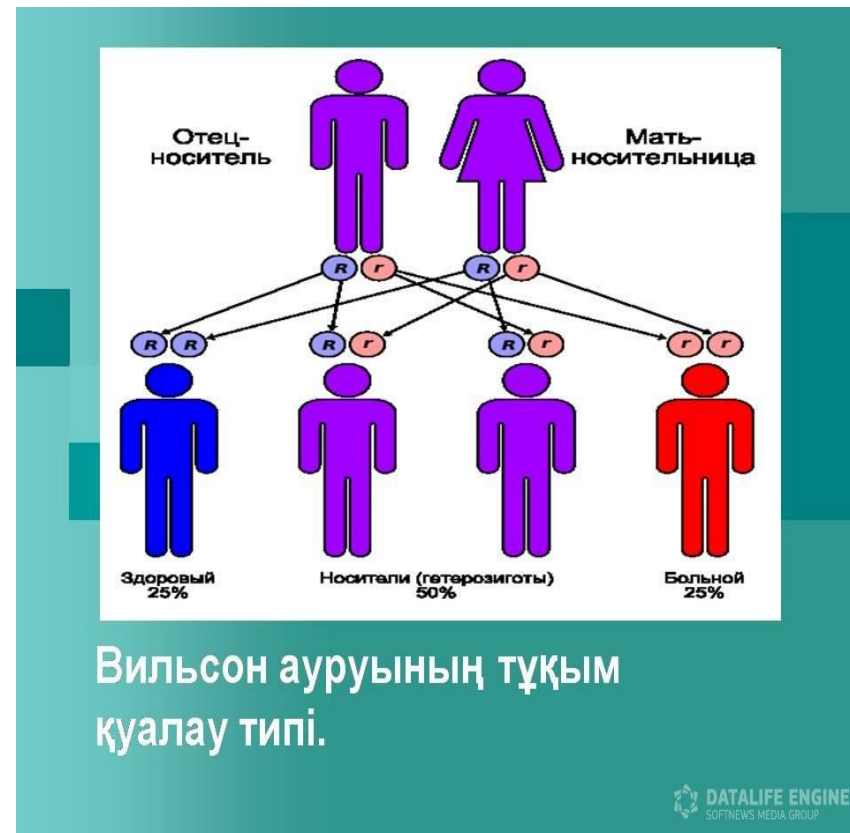 Отец-
носитель
Мать-
носительница
R r R r
R R R r R r r r
Здоровый
25%
Носители (гетерозиготы)
50%
Больной
25%
Вильсон ауруының тұқым
қуалау типі.
DATALIFE ENGINE
SOFTNEWS MEDIA GROUP